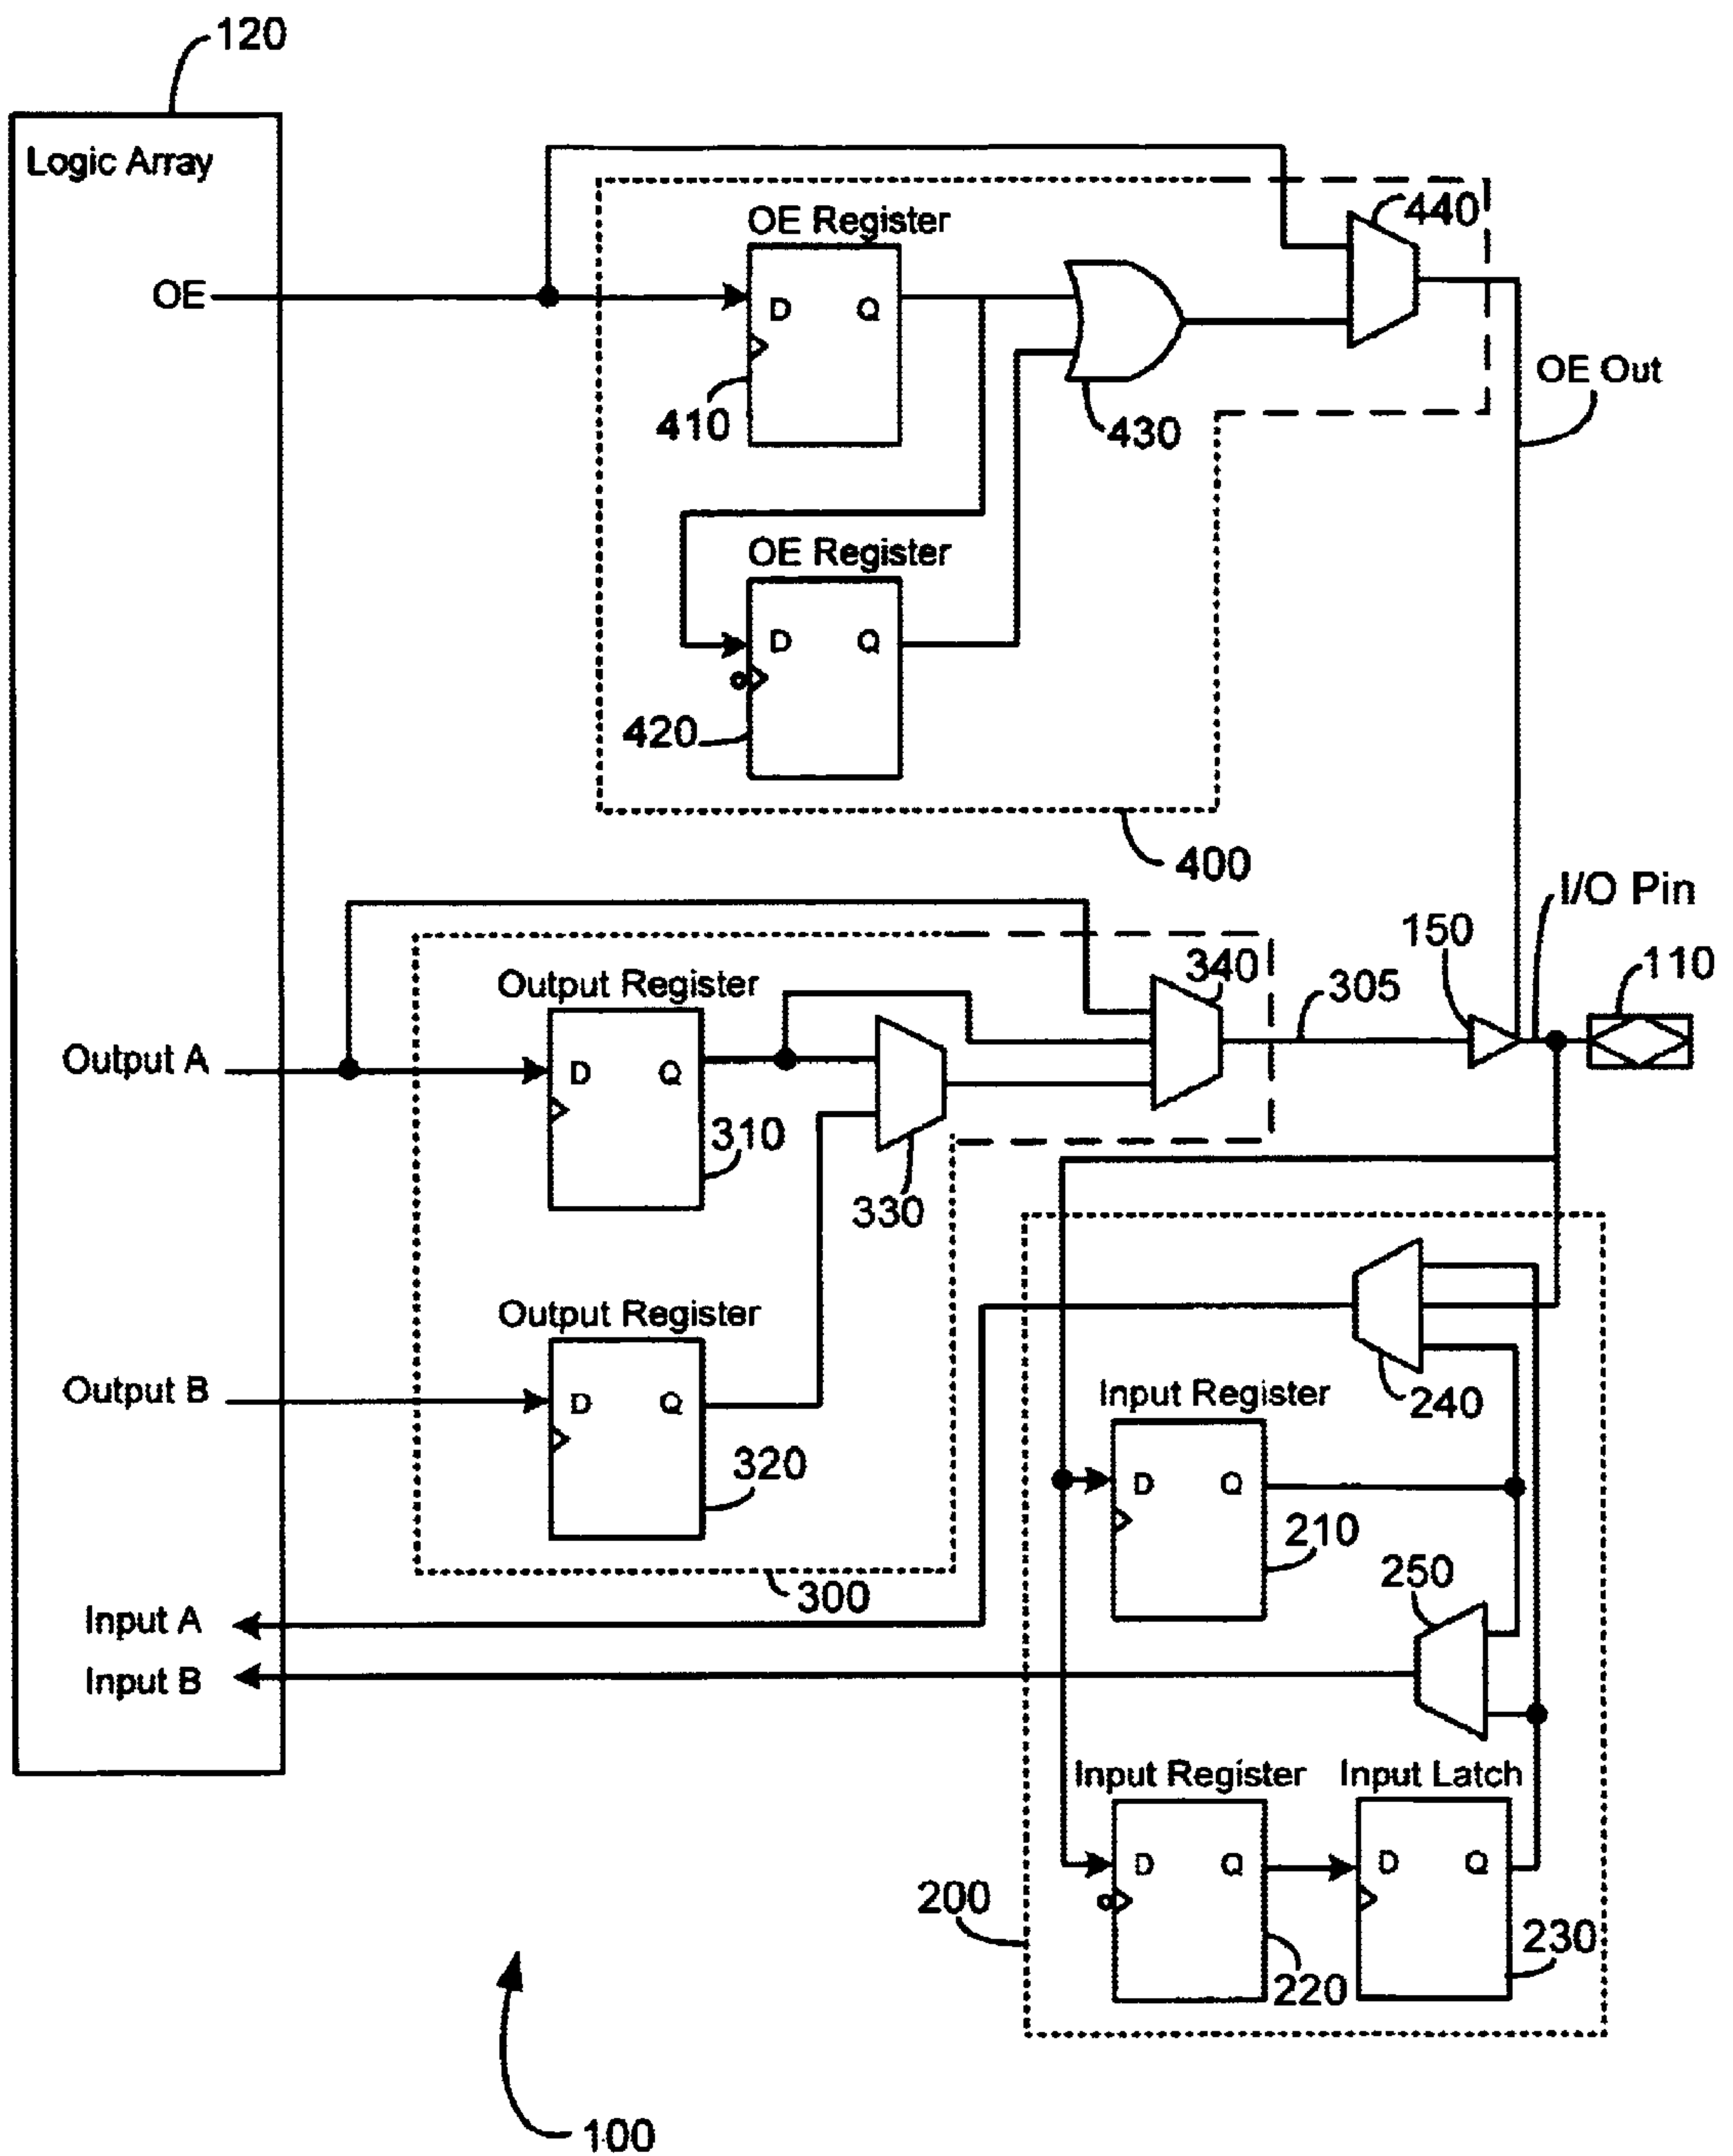 120
Logic Array
440
OE Register
OE
D Q
OE Out
410
430
OE Register
D Q
420
400
I/O Pin
150
110
340
Output Register
305
Output A
D Q
310
330
Output Register
Output B
D Q
240
Input Register
320
D Q
210
250
300
Input A
Input B
Input Register
Input Latch
D Q
D Q
200
230
220
100